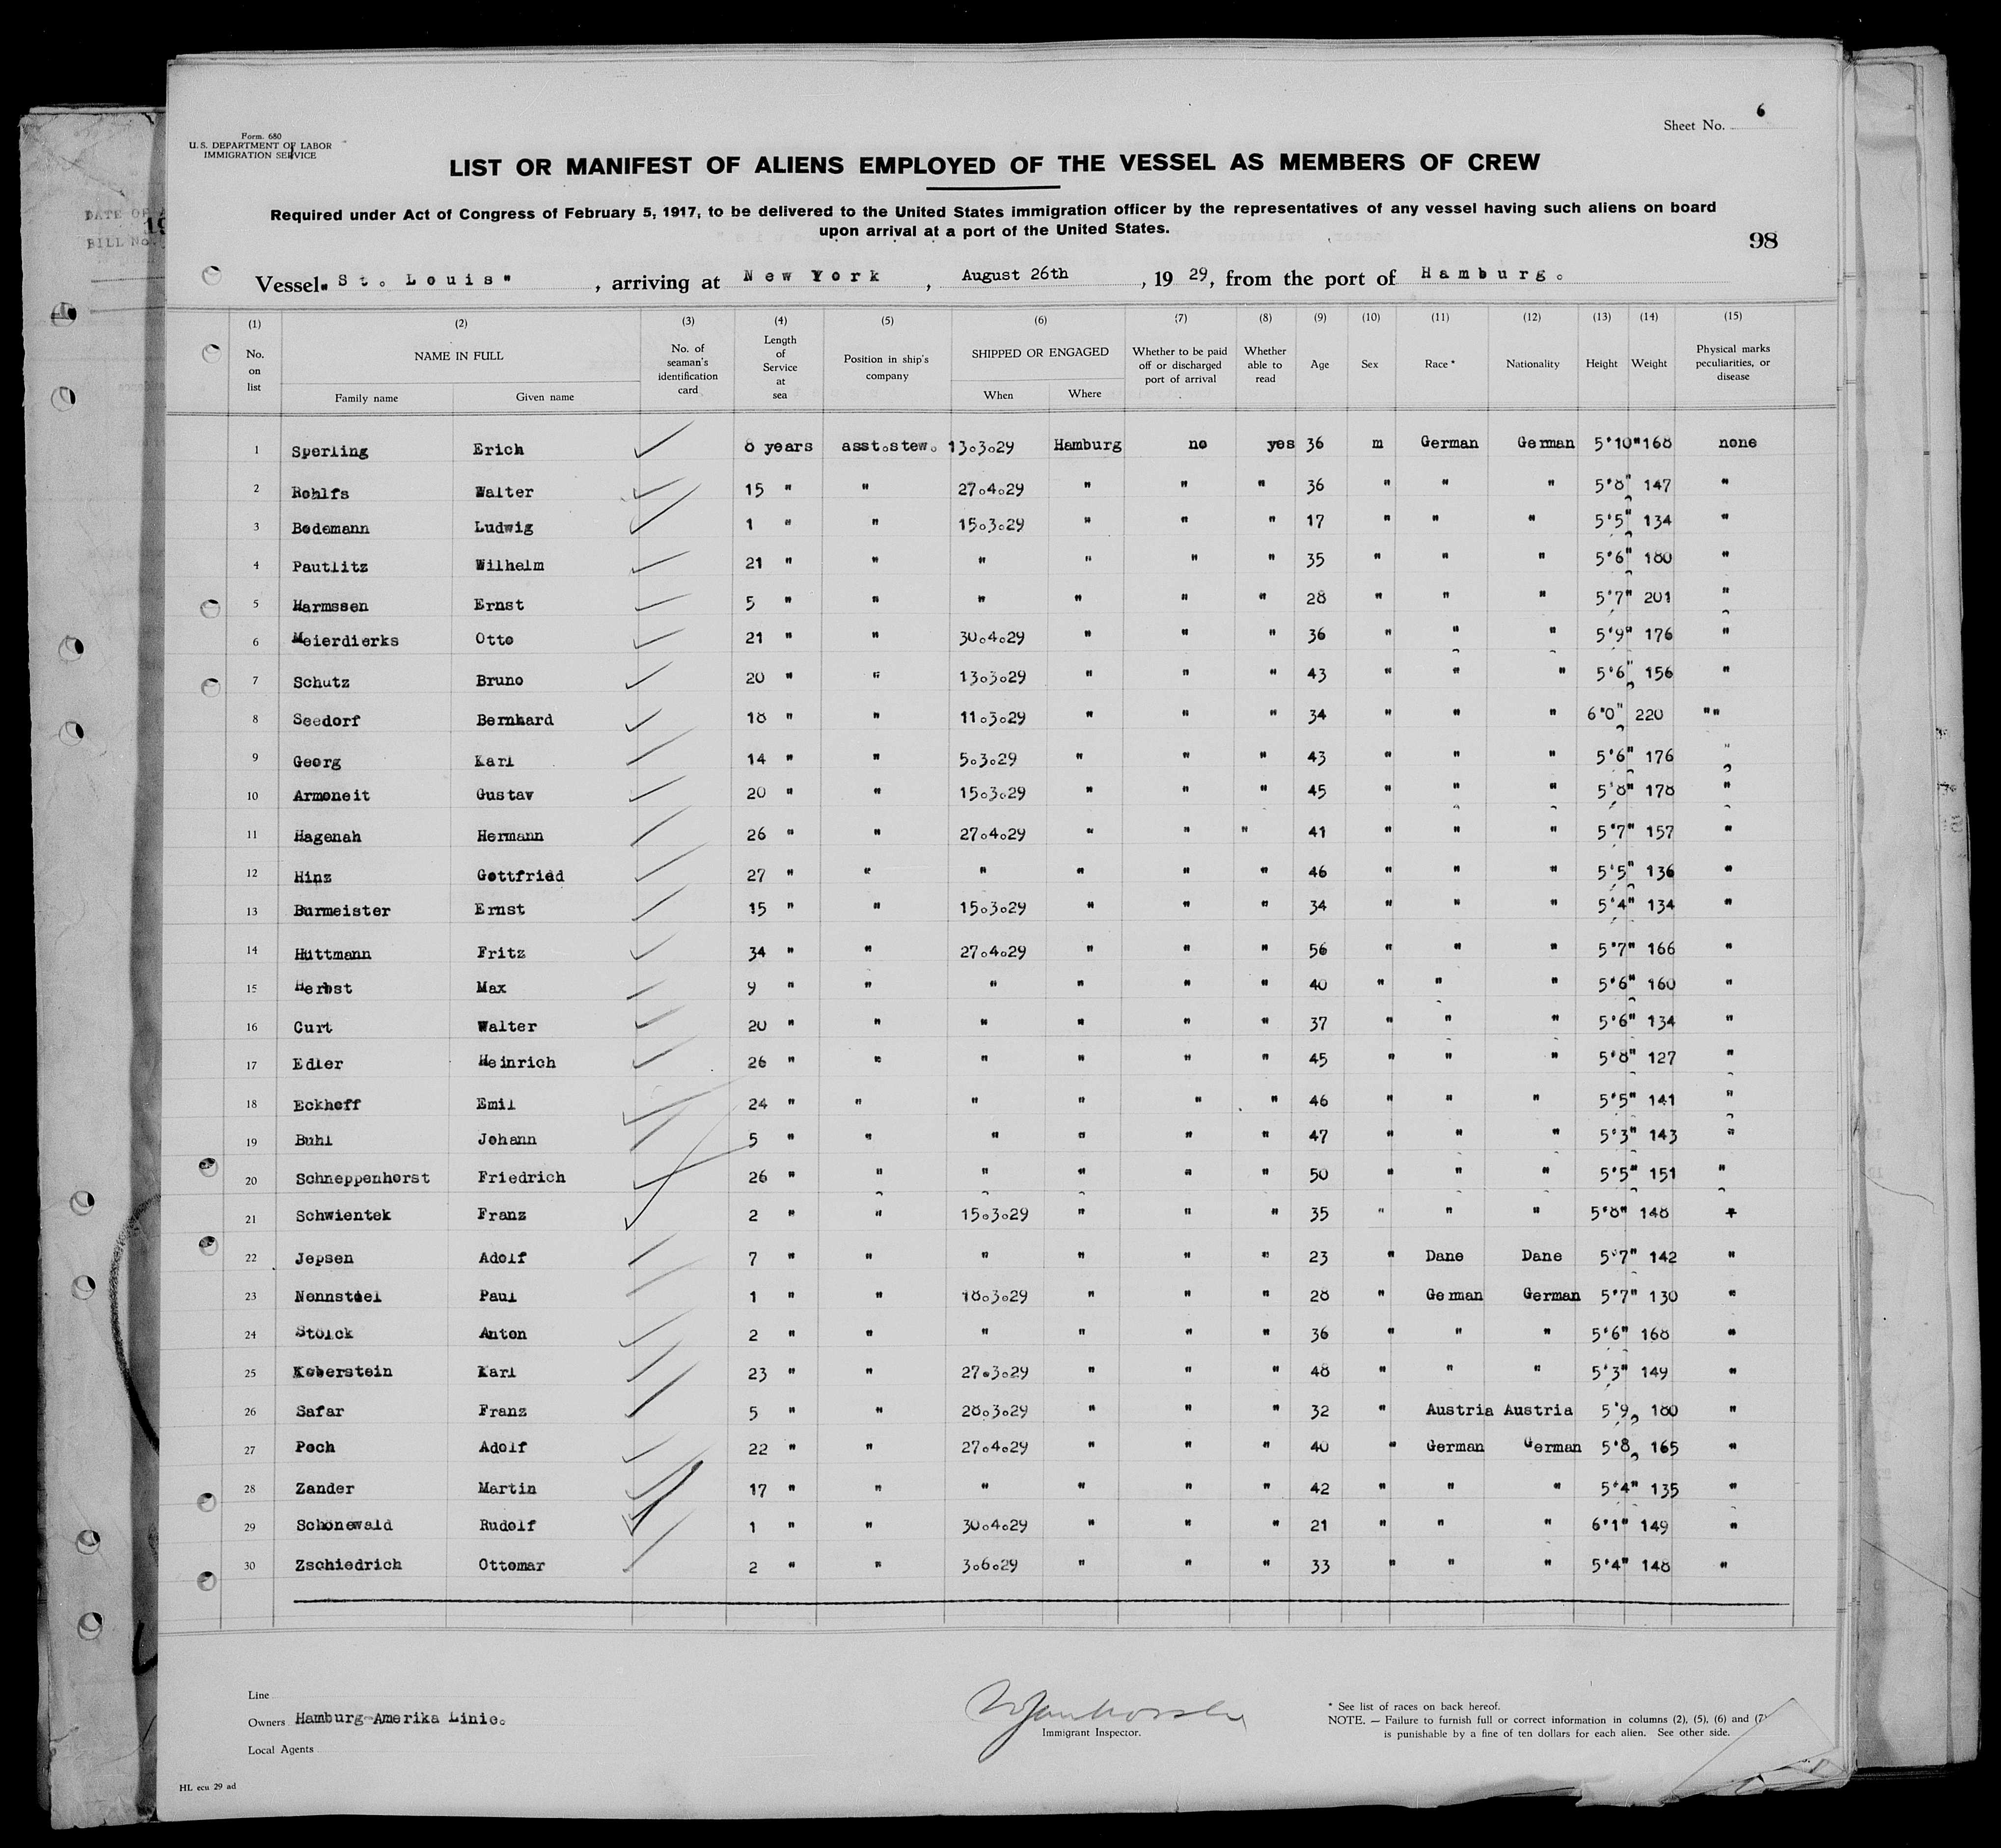 Form. 680
U. S. DEPARTMENT OF LABOR
IMMIGRATION SERVICE
Sheet No. 6
LIST OR MANIFEST OF ALIENS EMPLOYED OF THE VESSEL AS MEMBERS OF CREW
Required under Act of Congress of February 5, 1917, to be delivered to the United States immigration officer by the representatives of any vessel having such aliens on board
upon arrival at a port of the United States.
98
Vessel "St. Louis", arriving at New York, August 26th, 1929, from the port of Hamburg.
(1) (2) (3) (4) (5) (6) (7) (8) (9) (10) (11) (12) (13) (14) (15)
No. on list NAME IN FULL Family name Given name No. of seaman's identification card Length of Service at sea Position in ship's company SHIPPED OR ENGAGED When Where Whether to be paid off or discharged port of arrival Whether able to read Age Sex Race * Nationality Height Weight Physical marks peculiarities, or disease
1 Sperling Erich 8 years asst.stew. 13.3.29 Hamburg no yes 36 m German German 5'10" 168 none
2 Rohlfs Walter 15 " " 27.4.29 " " " 36 " " " 5'8" 147 "
3 Bodemann Ludwig 1 " " 15.3.29 " " " 17 " " " 5'5" 134 "
4 Pautlitz Wilhelm 21 " " " " " " 35 " " " 5'6" 180 "
5 Harmssen Ernst 5 " " " " " " 28 " " " 5'7" 201 "
6 Meierdierks Otto 21 " " 30.4.29 " " " 36 " " " 5'9" 176 "
7 Schutz Bruno 20 " " 13.3.29 " " " 43 " " " 5'6" 156 "
8 Seedorf Bernhard 18 " " 11.3.29 " " " 34 " " " 6'0" 220 ""
9 Georg Karl 14 " " 5.3.29 " " " 43 " " " 5'6" 176 "
10 Armoneit Gustav 20 " " 15.3.29 " " " 45 " " " 5'8" 178 "
11 Hagenah Hermann 26 " " 27.4.29 " " " 41 " " " 5'7" 157 "
12 Hinz Gottfried 27 " " " " " " 46 " " " 5'5" 136 "
13 Burmeister Ernst 15 " " 15.3.29 " " " 34 " " " 5'4" 134 "
14 Hüttmann Fritz 34 " " 27.4.29 " " " 56 " " " 5'7" 166 "
15 Herbst Max 9 " " " " " " 40 " " " 5'6" 160 "
16 Curt Walter 20 " " " " " " 37 " " " 5'6" 134 "
17 Edler Heinrich 26 " " " " " " 45 " " " 5'8" 127 "
18 Eckhoff Emil 24 " " " " " " 46 " " " 5'5" 141 "
19 Buhl Johann 5 " " " " " " 47 " " " 5'3" 143 "
20 Schneppenhorst Friedrich 26 " " " " " " 50 " " " 5'5" 151 "
21 Schwientek Franz 2 " " 15.3.29 " " " 35 " " " 5'8" 148 "
22 Jepsen Adolf 7 " " " " " " 23 " Dane Dane 5'7" 142 "
23 Nennstiel Paul 1 " " 18.3.29 " " " 28 " German German 5'7" 130 "
24 Stolck Anton 2 " " " " " " 36 " " " 5'6" 168 "
25 Koberstein Karl 23 " " 27.3.29 " " " 48 " " " 5'3" 149 "
26 Safar Franz 5 " " 28.3.29 " " " 32 " Austria Austria 5'9" 180 "
27 Poch Adolf 22 " " 27.4.29 " " " 40 " German German 5'8" 165 "
28 Zander Martin 17 " " " " " " 42 " " " 5'4" 135 "
29 Schönewald Rudolf 1 " " 30.4.29 " " " 21 " " " 6'1" 149 "
30 Zschiedrich Ottomar 2 " " 3.6.29 " " " 33 " " " 5'4" 148 "
Line
Owners Hamburg-Amerika Linie.
Local Agents
Immigrant Inspector.
* See list of races on back hereof.
NOTE. — Failure to furnish full or correct information in columns (2), (5), (6) and (7)
is punishable by a fine of ten dollars for each alien. See other side.
HL ecu 29 ad